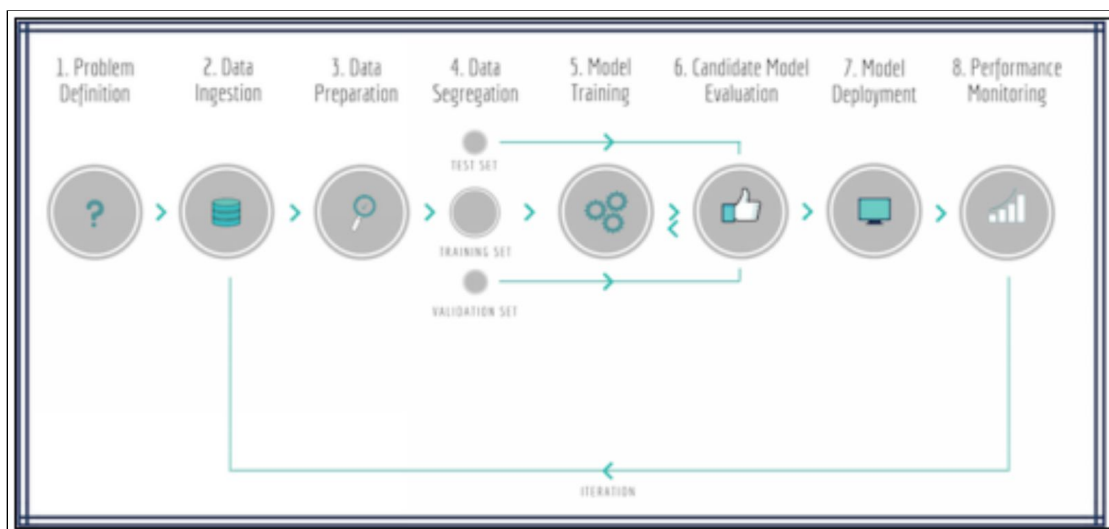 1. Problem
Definition
2. Data
Ingestion
3. Data
Preparation
4. Data
Segregation
5. Model
Training
6. Candidate Model
Evaluation
7. Model
Deployment
8. Performance
Monitoring
TEST SET
?
TRAINING SET
VALIDATION SET
ITERATION